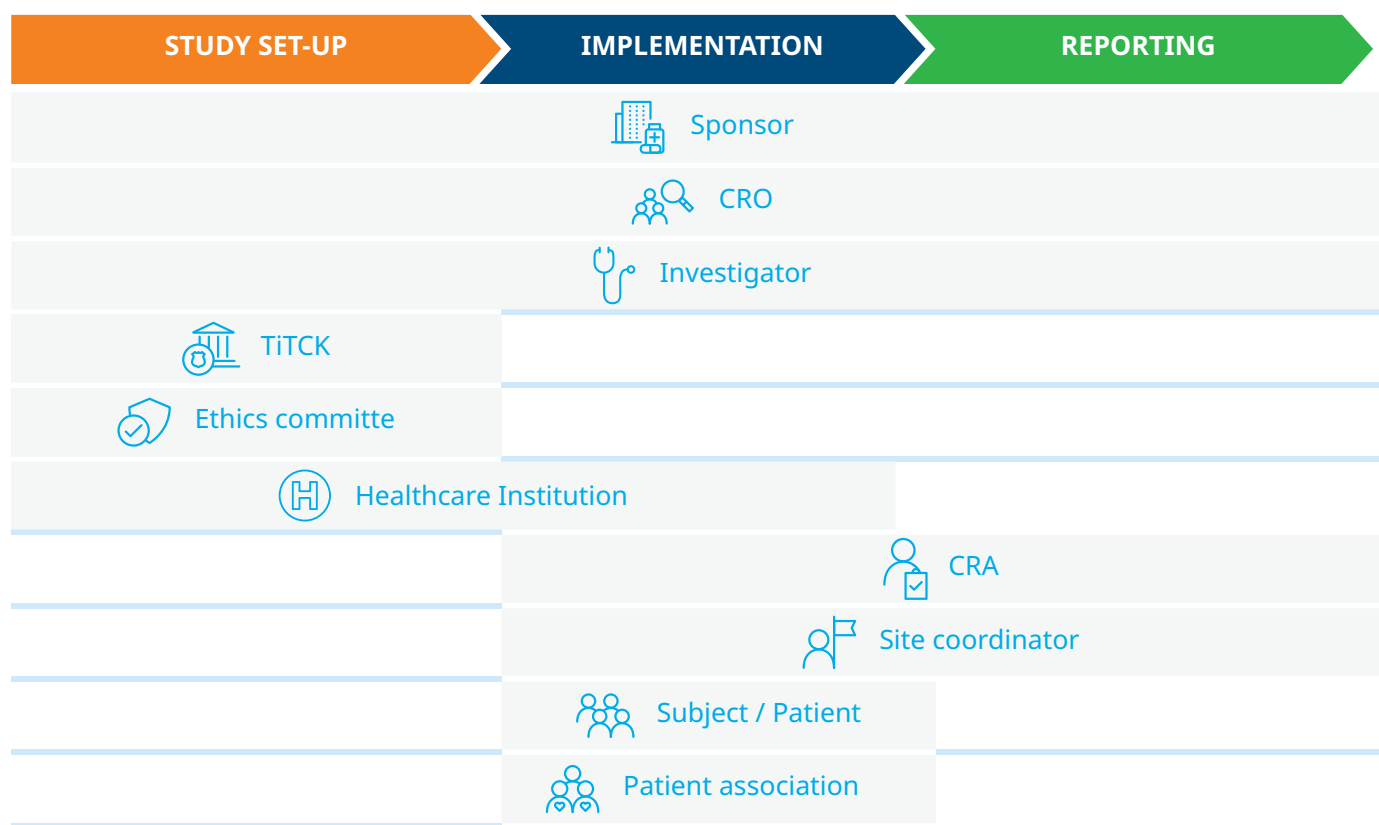 STUDY SET-UP
IMPLEMENTATION
REPORTING
Sponsor
CRO
Investigator
TiTCK
Ethics committe
Healthcare Institution
CRA
Site coordinator
Subject / Patient
Patient association